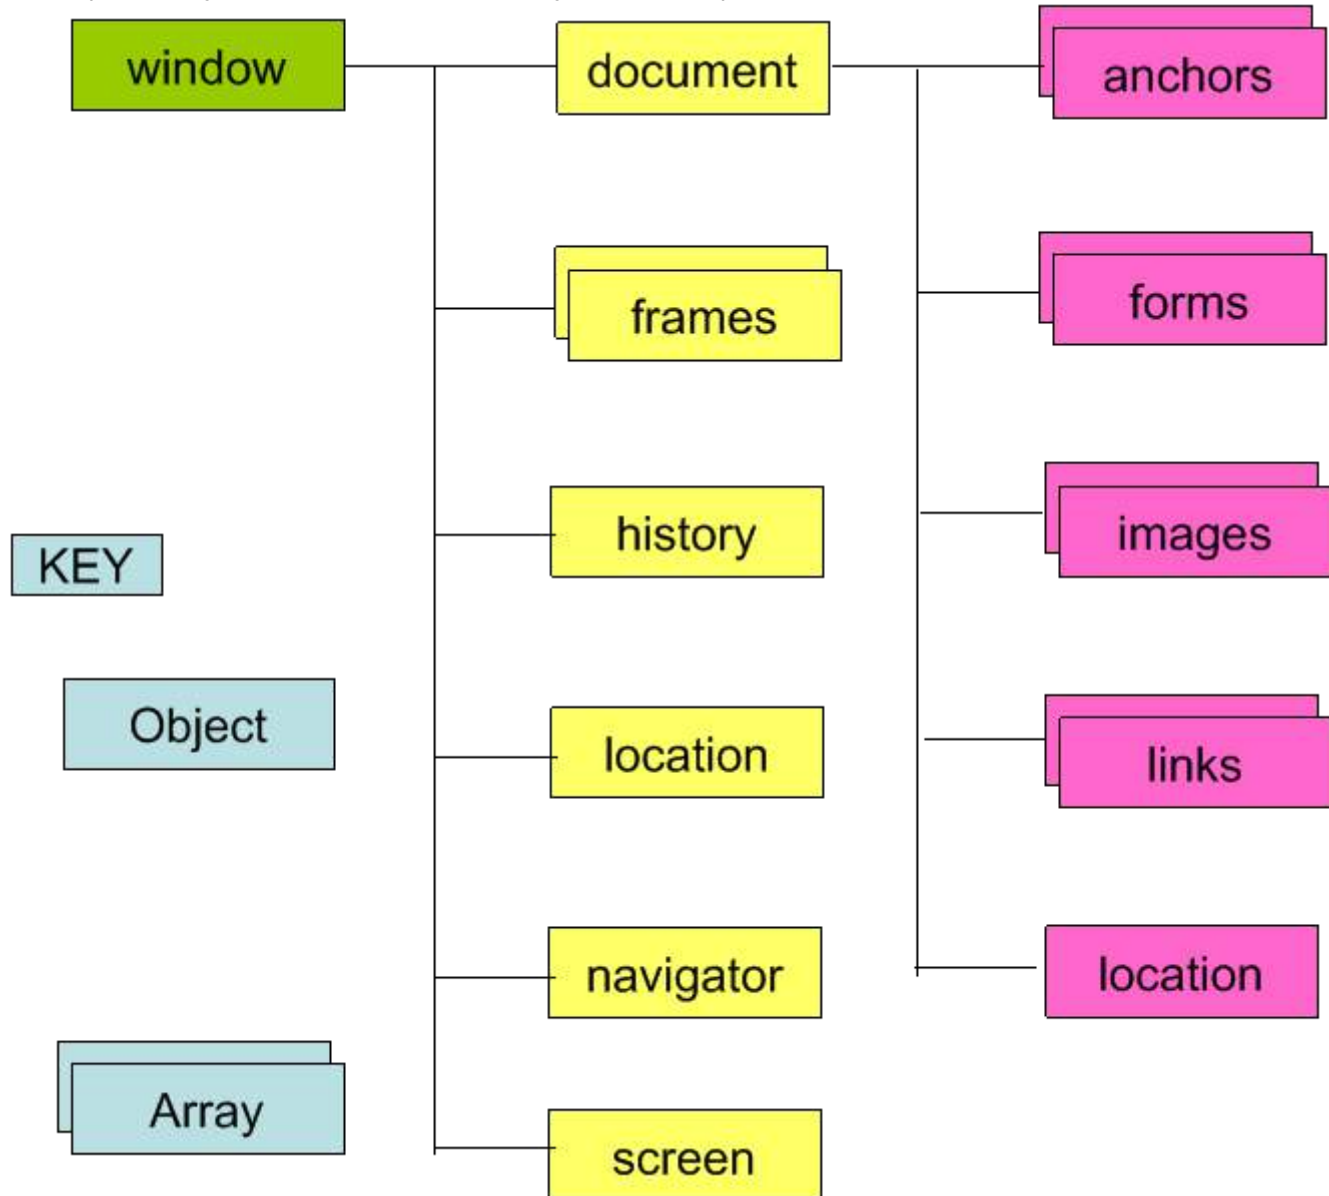 window
document
anchors
frames
forms
history
images
KEY
Object
location
links
navigator
location
Array
screen